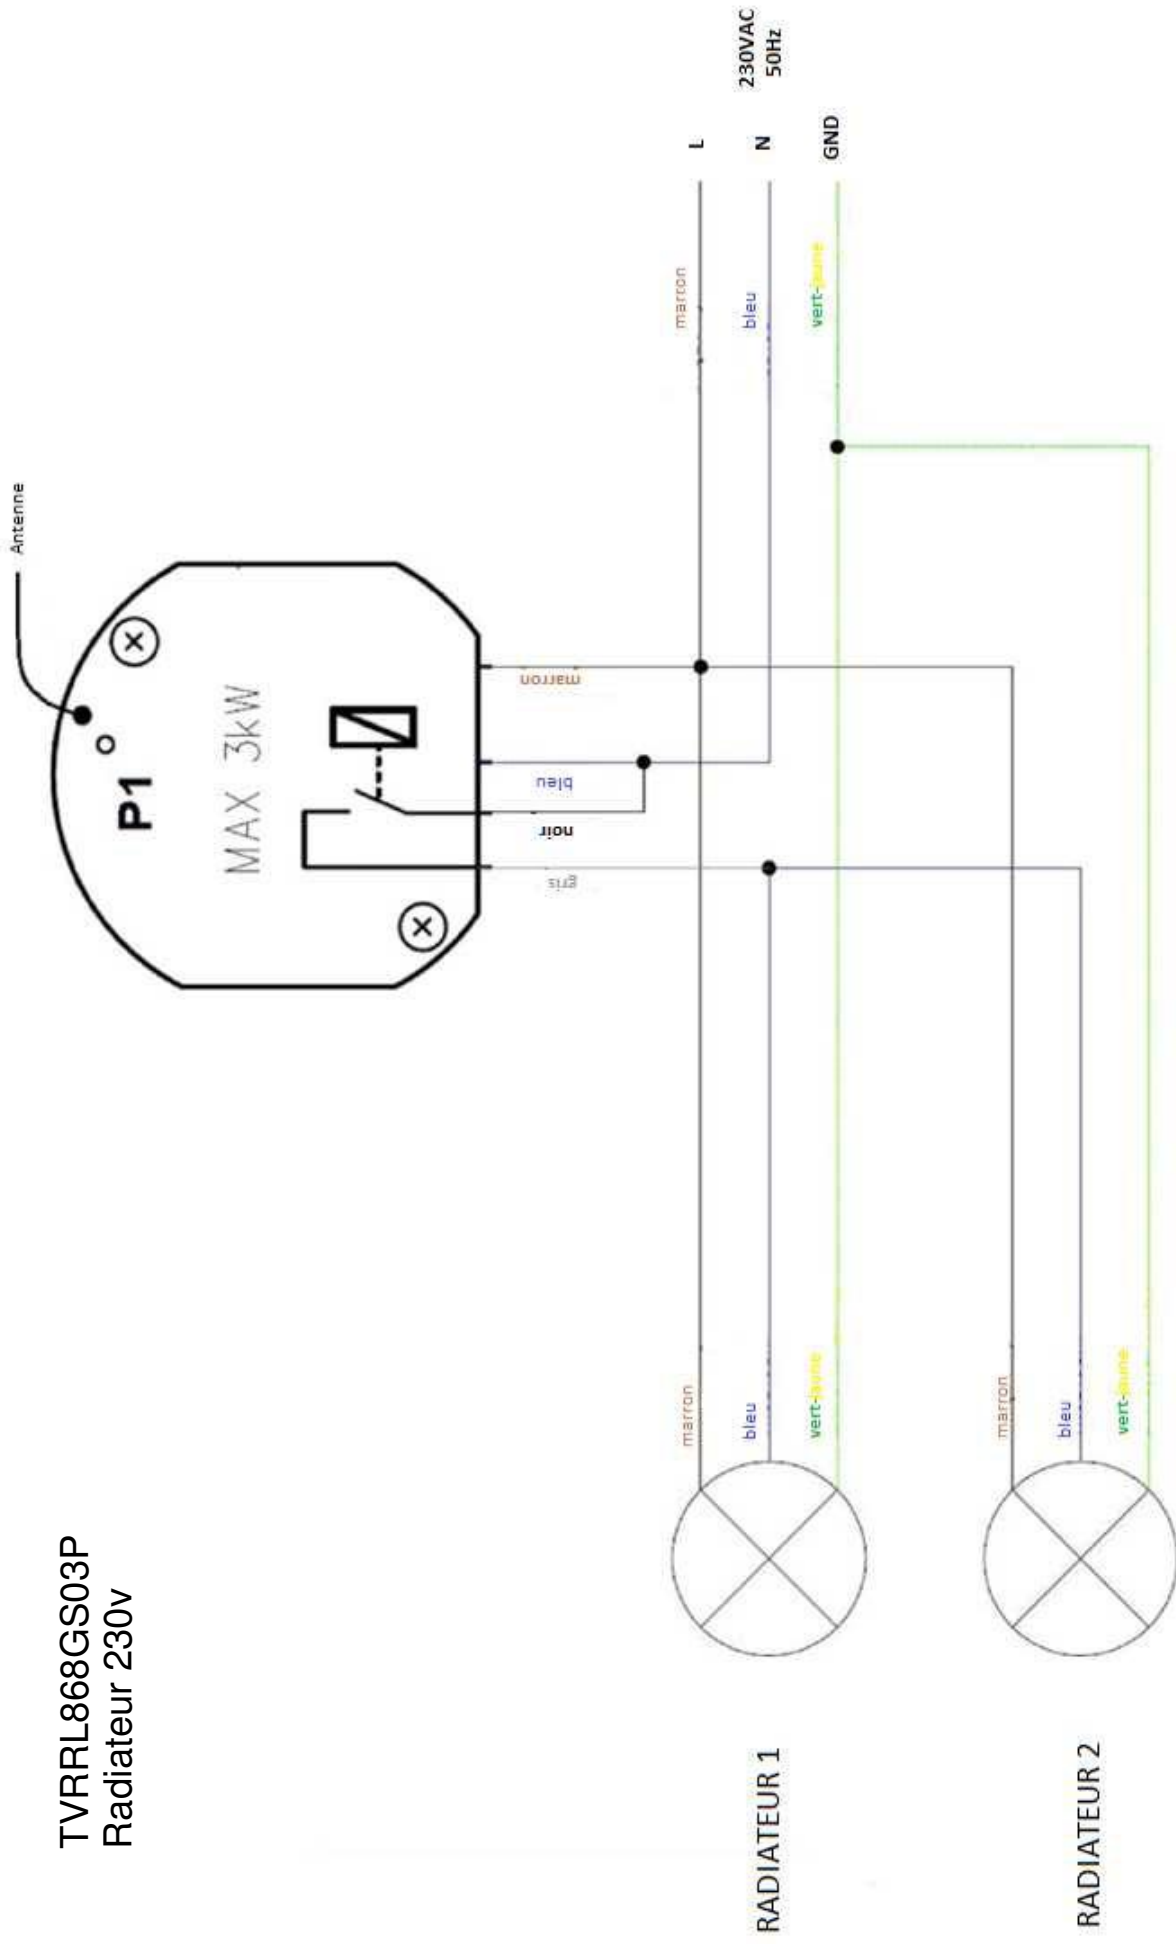 TVRRL868GS03P
Radiateur 230v
Antenne
P1
MAX 3kW
marron
bleu
noir
gris
L
N
230VAC
50Hz
GND
marron
bleu
vert-jaune
marron
bleu
vert-jaune
RADIATEUR 1
marron
bleu
vert-jaune
RADIATEUR 2